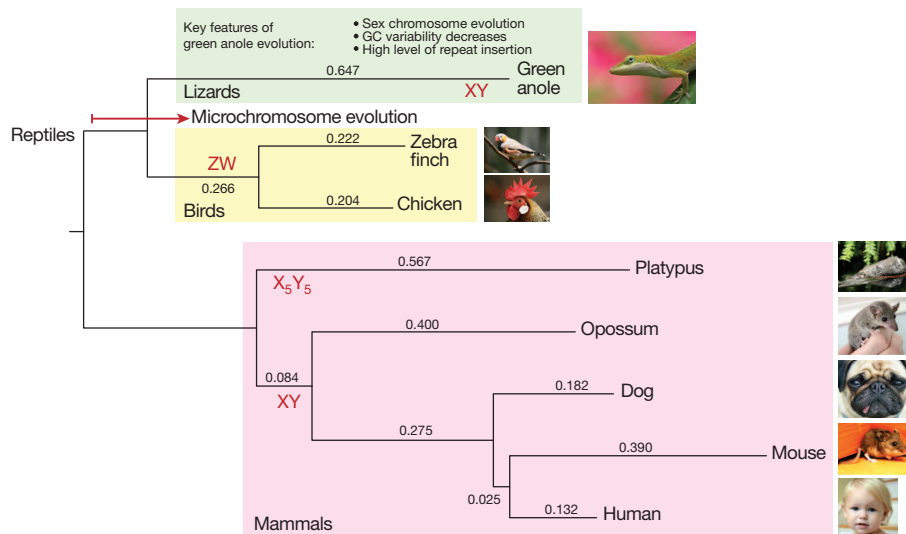 Key features of
green anole evolution:
• Sex chromosome evolution
• GC variability decreases
• High level of repeat insertion
0.647
Green
anole
XY
Lizards
Reptiles
Microchromosome evolution
0.222
Zebra
finch
ZW
0.266
0.204
Chicken
Birds
0.567
Platypus
X5Y5
0.400
Opossum
0.084
XY
0.182
Dog
0.275
0.390
Mouse
0.025
0.132
Human
Mammals